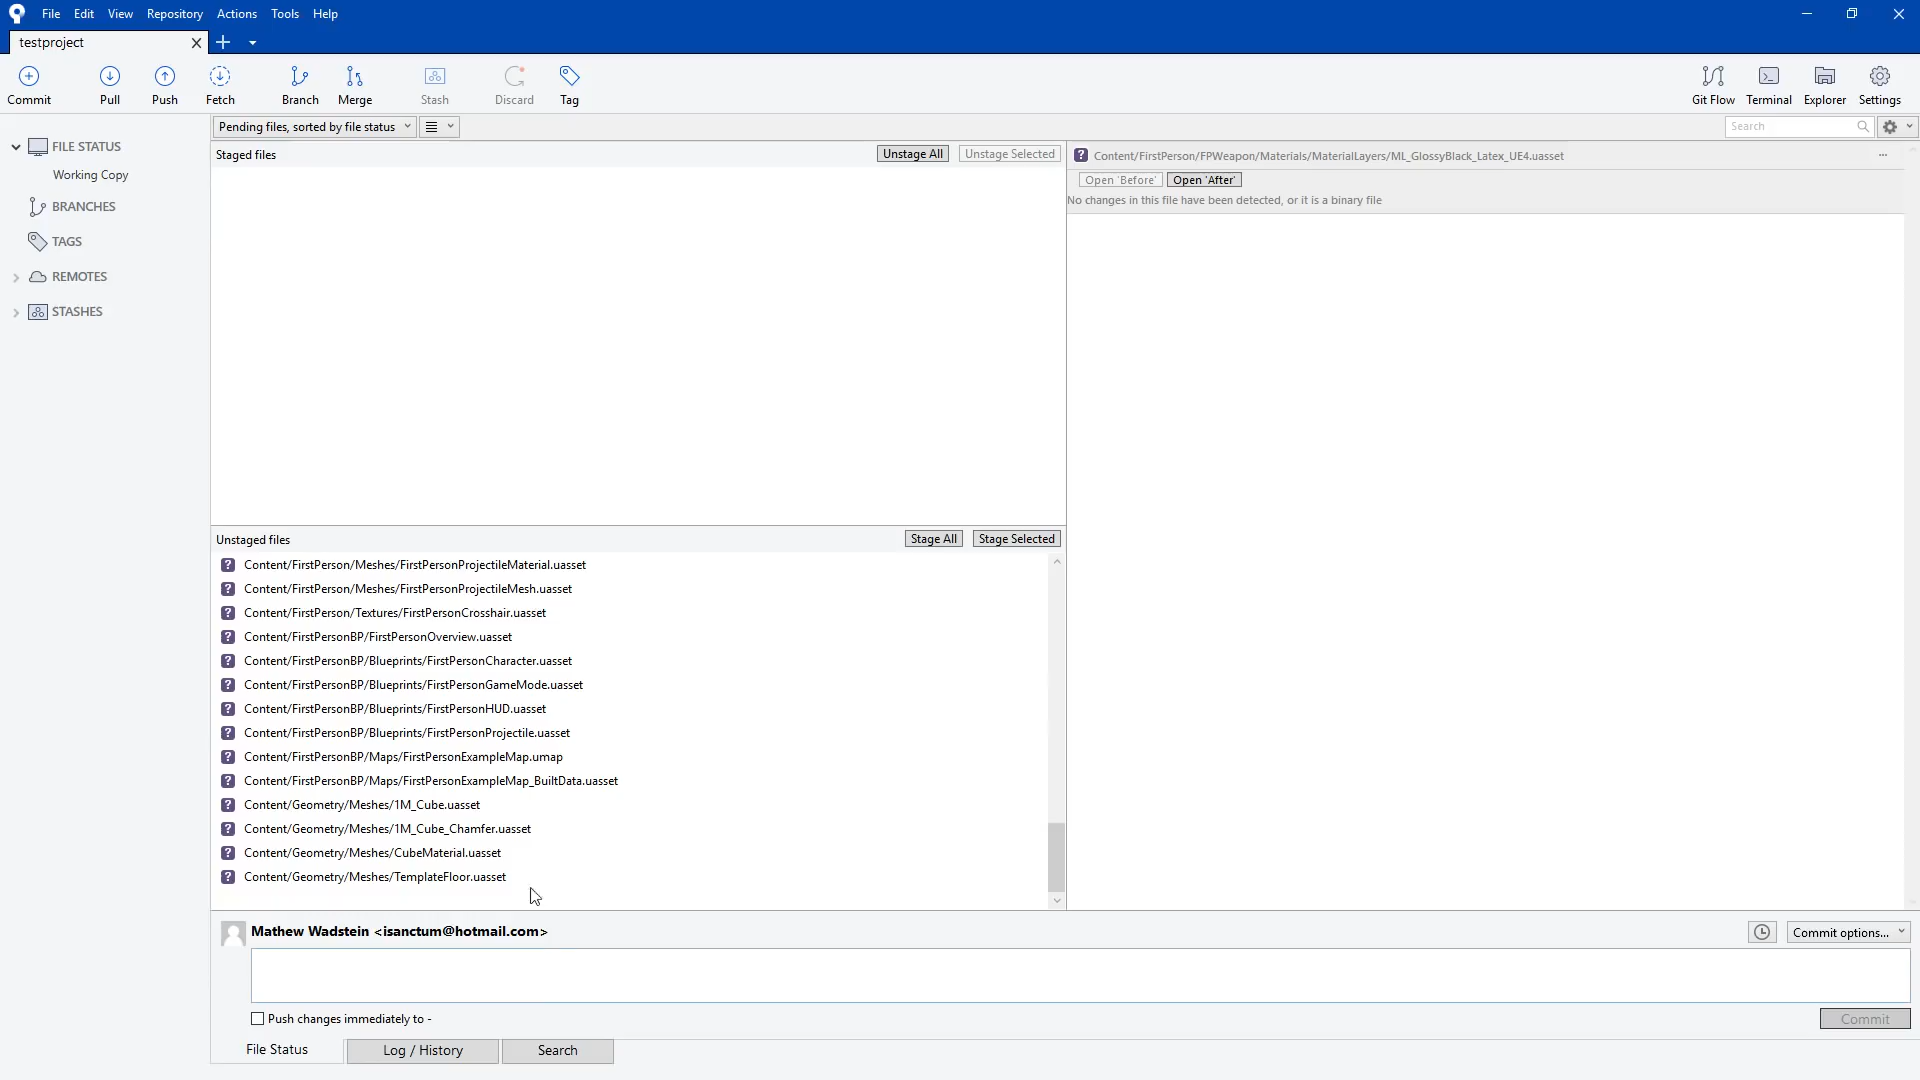 File Edit View Repository Actions Tools Help
testproject
Commit Pull Push Fetch Branch Merge Stash Discard Tag Git Flow Terminal Explorer Settings
Pending files, sorted by file status
Search
FILE STATUS
Working Copy
BRANCHES
TAGS
REMOTES
STASHES
Staged files Unstage All Unstage Selected
? Content/FirstPerson/FPWeapon/Materials/MaterialLayers/ML_GlossyBlack_Latex_UE4.uasset ...
Open 'Before' Open 'After'
No changes in this file have been detected, or it is a binary file
Unstaged files Stage All Stage Selected
? Content/FirstPerson/Meshes/FirstPersonProjectileMaterial.uasset
? Content/FirstPerson/Meshes/FirstPersonProjectileMesh.uasset
? Content/FirstPerson/Textures/FirstPersonCrosshair.uasset
? Content/FirstPersonBP/FirstPersonOverview.uasset
? Content/FirstPersonBP/Blueprints/FirstPersonCharacter.uasset
? Content/FirstPersonBP/Blueprints/FirstPersonGameMode.uasset
? Content/FirstPersonBP/Blueprints/FirstPersonHUD.uasset
? Content/FirstPersonBP/Blueprints/FirstPersonProjectile.uasset
? Content/FirstPersonBP/Maps/FirstPersonExampleMap.umap
? Content/FirstPersonBP/Maps/FirstPersonExampleMap_BuiltData.uasset
? Content/Geometry/Meshes/1M_Cube.uasset
? Content/Geometry/Meshes/1M_Cube_Chamfer.uasset
? Content/Geometry/Meshes/CubeMaterial.uasset
? Content/Geometry/Meshes/TemplateFloor.uasset
Mathew Wadstein <isanctum@hotmail.com>
Commit options...
Push changes immediately to -
Commit
File Status Log / History Search